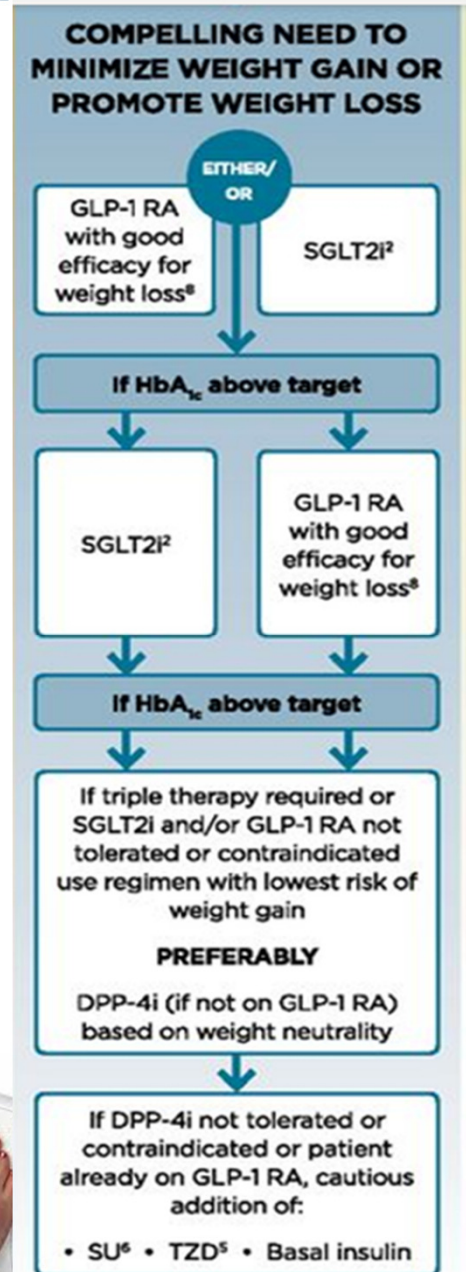 COMPELLING NEED TO
MINIMIZE WEIGHT GAIN OR
PROMOTE WEIGHT LOSS
EITHER/
OR
GLP-1 RA
with good
efficacy for
weight loss⁸
SGLT2i²
If HbA₁c above target
SGLT2i²
GLP-1 RA
with good
efficacy for
weight loss⁸
If HbA₁c above target
If triple therapy required or
SGLT2i and/or GLP-1 RA not
tolerated or contraindicated
use regimen with lowest risk of
weight gain
PREFERABLY
DPP-4i (if not on GLP-1 RA)
based on weight neutrality
If DPP-4i not tolerated or
contraindicated or patient
already on GLP-1 RA, cautious
addition of:
• SU⁶ • TZD⁵ • Basal insulin